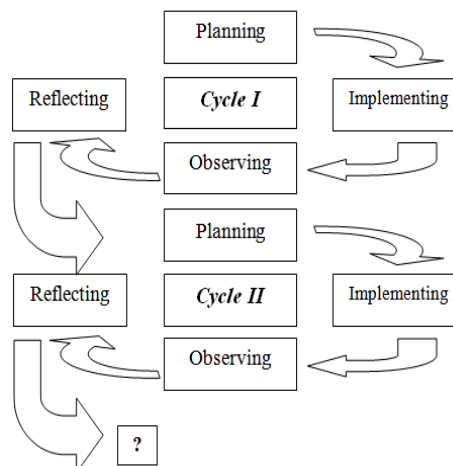 Planning
Reflecting
Cycle I
Implementing
Observing
Planning
Reflecting
Cycle II
Implementing
Observing
?